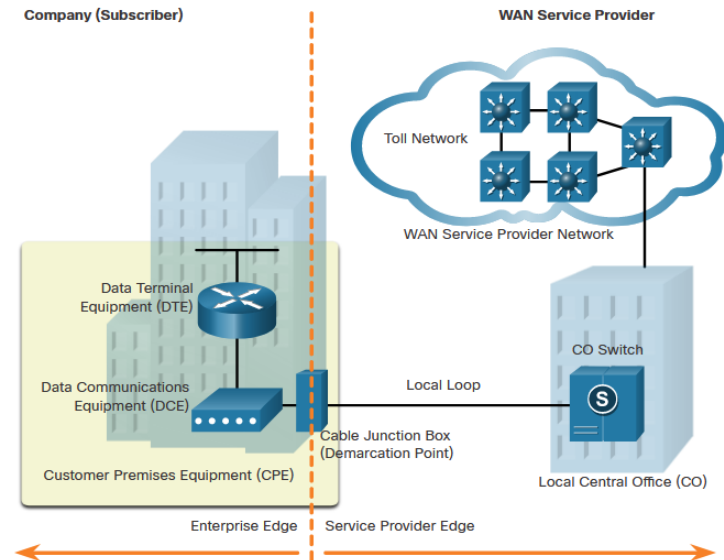 Company (Subscriber)
WAN Service Provider
Toll Network
WAN Service Provider Network
Data Terminal
Equipment (DTE)
CO Switch
S
Data Communications
Equipment (DCE)
Local Loop
Cable Junction Box
(Demarcation Point)
Customer Premises Equipment (CPE)
Local Central Office (CO)
Enterprise Edge
Service Provider Edge